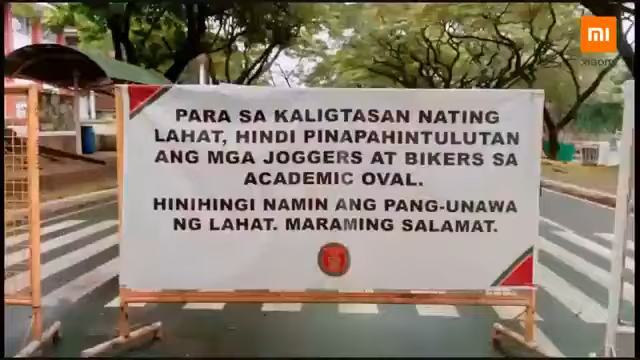 mi
xiaomi
PARA SA KALIGTASAN NATING
LAHAT, HINDI PINAPAHINTULUTAN
ANG MGA JOGGERS AT BIKERS SA
ACADEMIC OVAL.
HINIHINGI NAMIN ANG PANG-UNAWA
NG LAHAT. MARAMING SALAMAT.